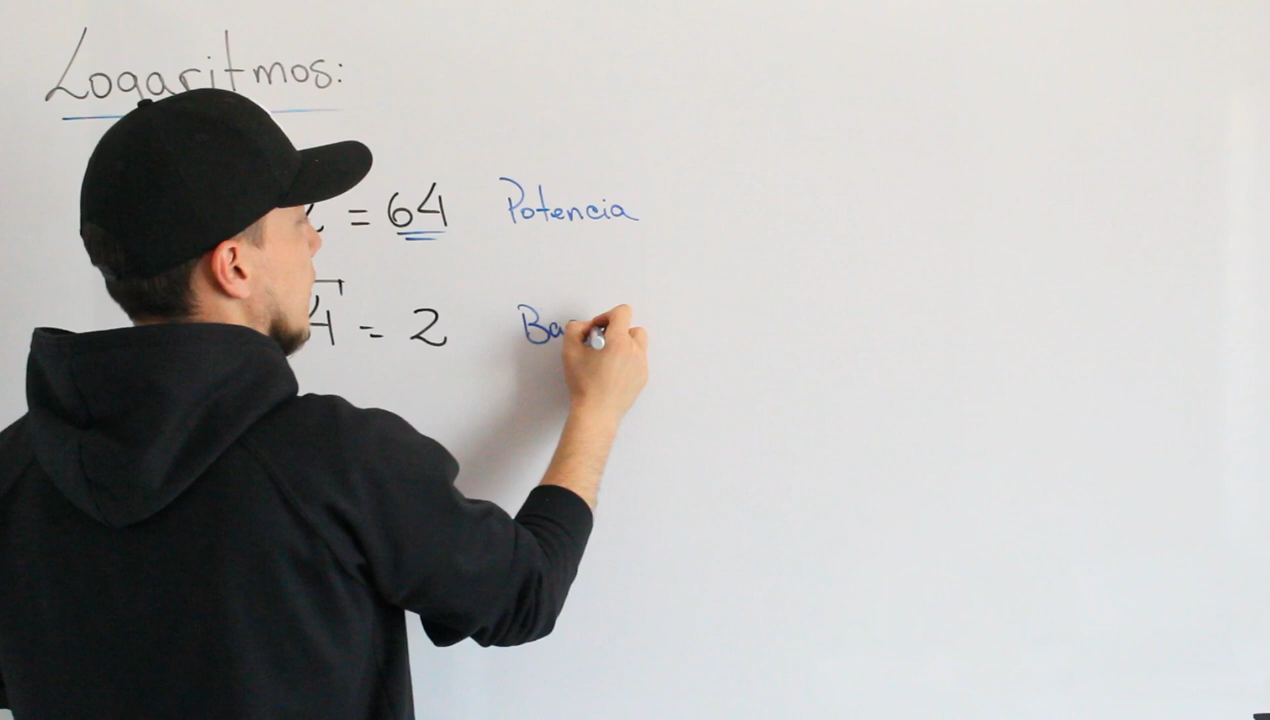 Logaritmos:
= 64 Potencia
4 = 2 Ba